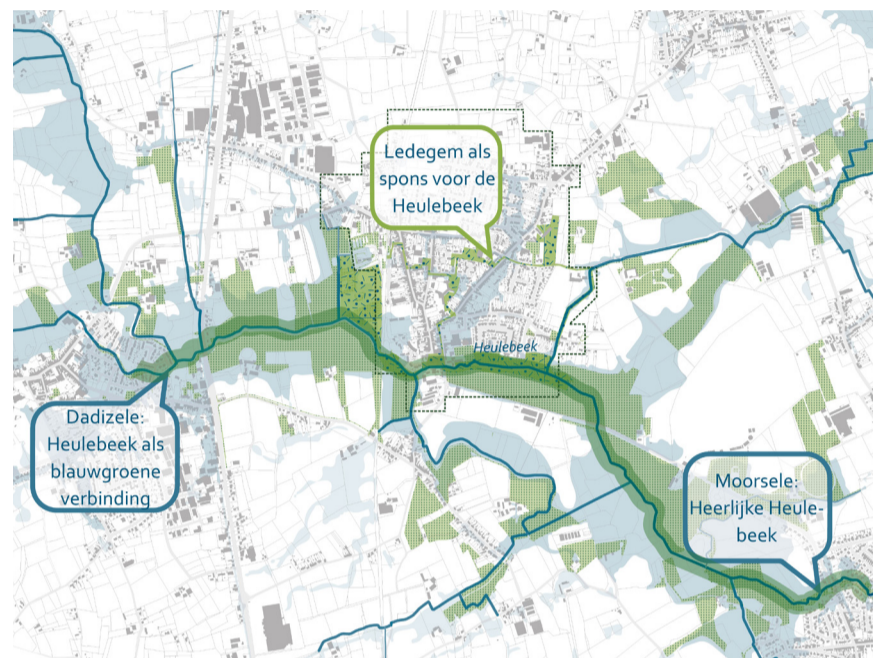 Ledegem als
spons voor de
Heulebeek
Heulebeek
Dadizele:
Heulebeek als
blauwgroene
verbinding
Moorsele:
Heerlijke Heule-
beek